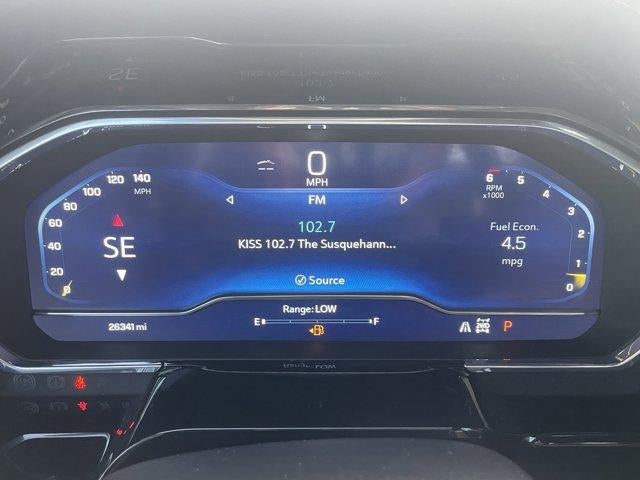 0
MPH
FM
102.7
KISS 102.7 The Susquehann...
Source
120 140
100
MPH
80
60
40
20
0
SE
6
5
4
3
2
1
0
RPM
x1000
Fuel Econ.
4.5
mpg
Range: LOW
E F
26341 mi
2WD
P